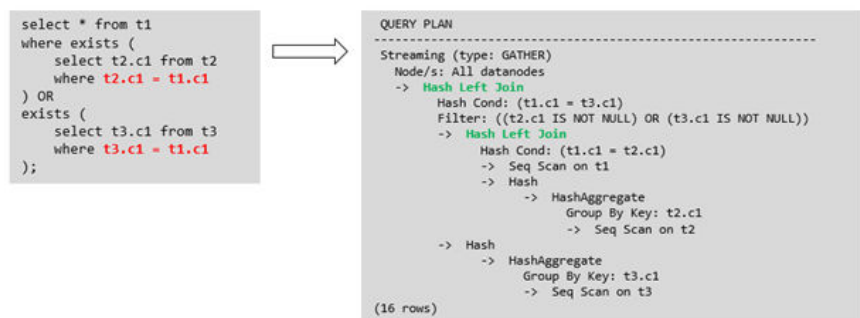 select * from t1
where exists (
select t2.c1 from t2
where t2.c1 = t1.c1
) OR
exists (
select t3.c1 from t3
where t3.c1 = t1.c1
);
QUERY PLAN
----------------------------------------------------------------
Streaming (type: GATHER)
Node/s: All datanodes
-> Hash Left Join
Hash Cond: (t1.c1 = t3.c1)
Filter: ((t2.c1 IS NOT NULL) OR (t3.c1 IS NOT NULL))
-> Hash Left Join
Hash Cond: (t1.c1 = t2.c1)
-> Seq Scan on t1
-> Hash
-> HashAggregate
Group By Key: t2.c1
-> Seq Scan on t2
-> Hash
-> HashAggregate
Group By Key: t3.c1
-> Seq Scan on t3
(16 rows)